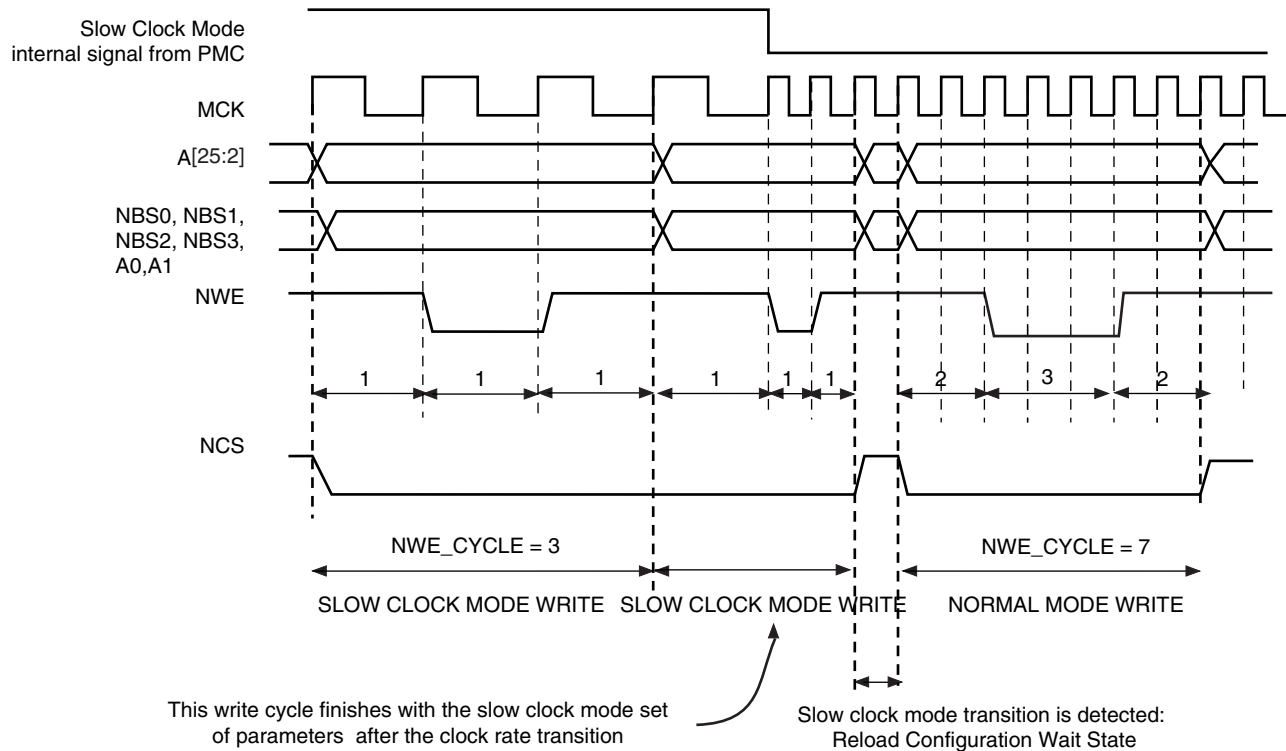 Slow Clock Mode
internal signal from PMC
MCK
A[25:2]
NBS0, NBS1,
NBS2, NBS3,
A0,A1
NWE
1 1 1 1 1 1 2 3 2
NCS
NWE_CYCLE = 3 NWE_CYCLE = 7
SLOW CLOCK MODE WRITE SLOW CLOCK MODE WRITE NORMAL MODE WRITE
This write cycle finishes with the slow clock mode set
of parameters after the clock rate transition
Slow clock mode transition is detected:
Reload Configuration Wait State